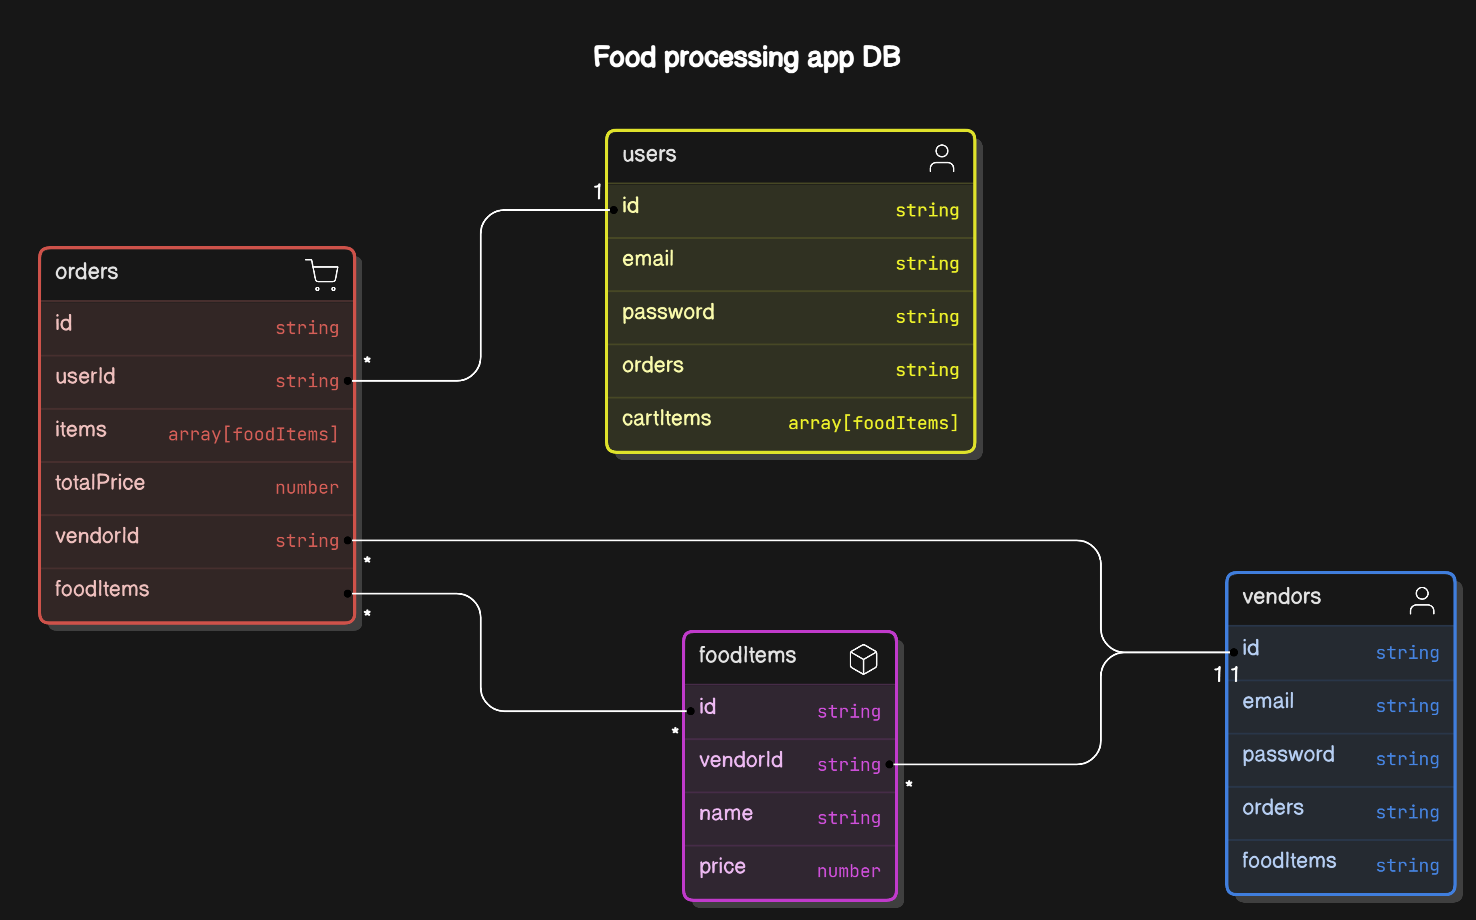 Food processing app DB
users
1
id string
email string
password string
orders string
cartItems array[foodItems]
orders
id string
*
userId string
items array[foodItems]
totalPrice number
vendorId string
*
foodItems
*
foodItems
id string
*
vendorId string
*
name string
price number
vendors
id string
1 1
email string
password string
orders string
foodItems string